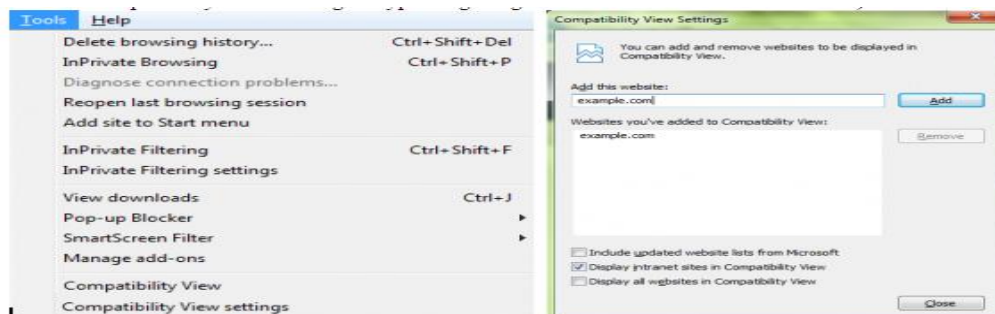 Tools Help
Delete browsing history... Ctrl+Shift+Del
InPrivate Browsing Ctrl+Shift+P
Diagnose connection problems...
Reopen last browsing session
Add site to Start menu
InPrivate Filtering Ctrl+Shift+F
InPrivate Filtering settings
View downloads Ctrl+J
Pop-up Blocker
SmartScreen Filter
Manage add-ons
Compatibility View
Compatibility View settings
Compatibility View Settings
You can add and remove websites to be displayed in
Compatibility View.
Add this website:
example.com
Add
Websites you've added to Compatibility View:
example.com
Remove
Include updated website lists from Microsoft
Display intranet sites in Compatibility View
Display all websites in Compatibility View
Close